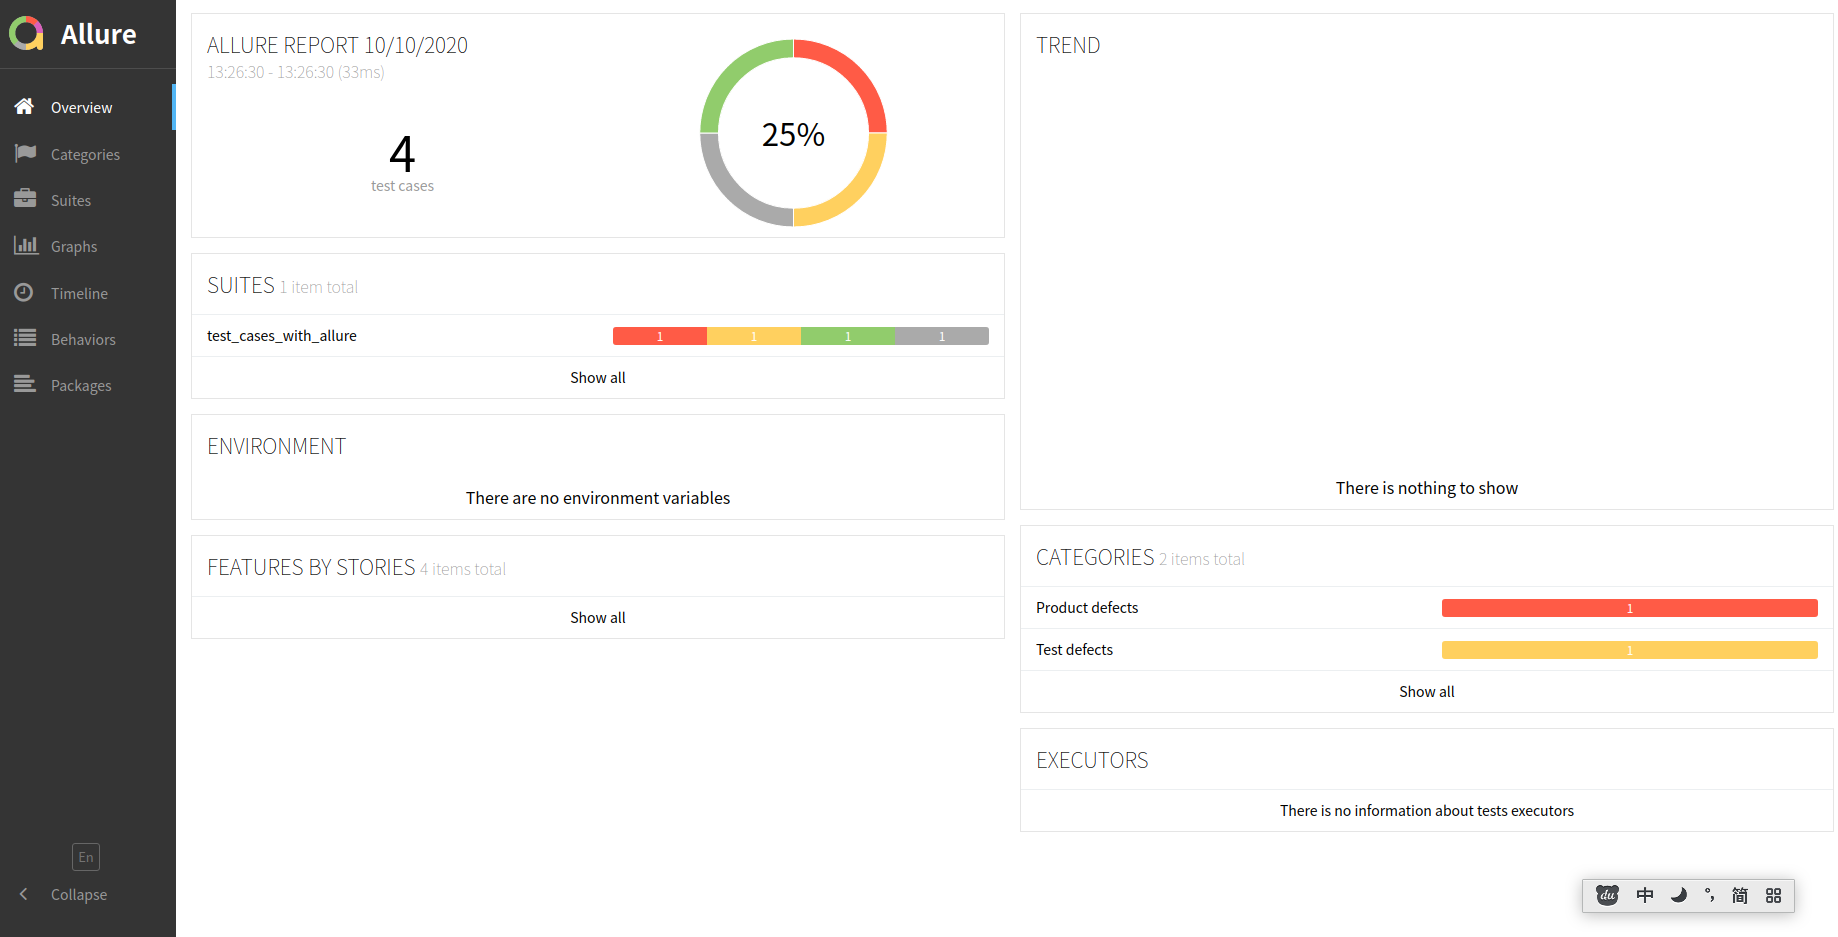 Allure
Overview
Categories
Suites
Graphs
Timeline
Behaviors
Packages
En
Collapse
ALLURE REPORT 10/10/2020
13:26:30 - 13:26:30 (33ms)
4
test cases
25%
SUITES 1 item total
test_cases_with_allure 1 1 1 1
Show all
ENVIRONMENT
There are no environment variables
FEATURES BY STORIES 4 items total
Show all
TREND
There is nothing to show
CATEGORIES 2 items total
Product defects 1
Test defects 1
Show all
EXECUTORS
There is no information about tests executors
du 中 °, 简